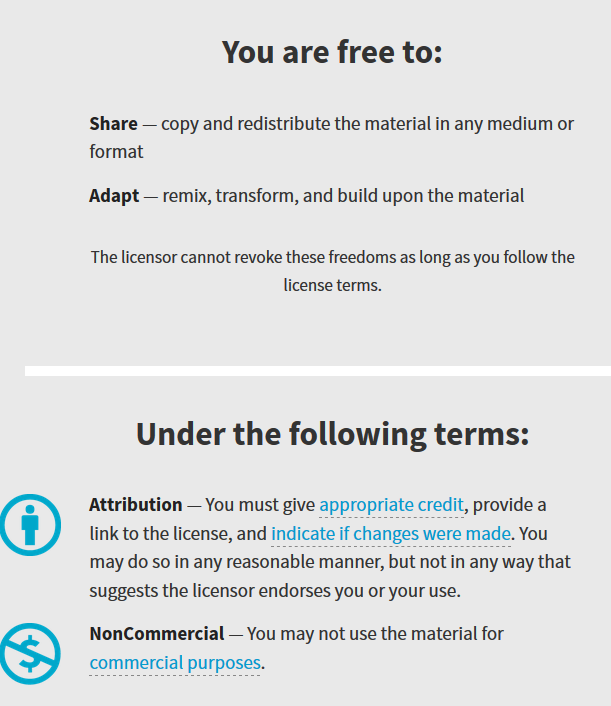 You are free to:
Share — copy and redistribute the material in any medium or
format
Adapt — remix, transform, and build upon the material
The licensor cannot revoke these freedoms as long as you follow the
license terms.
Under the following terms:
Attribution — You must give appropriate credit, provide a
link to the license, and indicate if changes were made. You
may do so in any reasonable manner, but not in any way that
suggests the licensor endorses you or your use.
NonCommercial — You may not use the material for
commercial purposes.